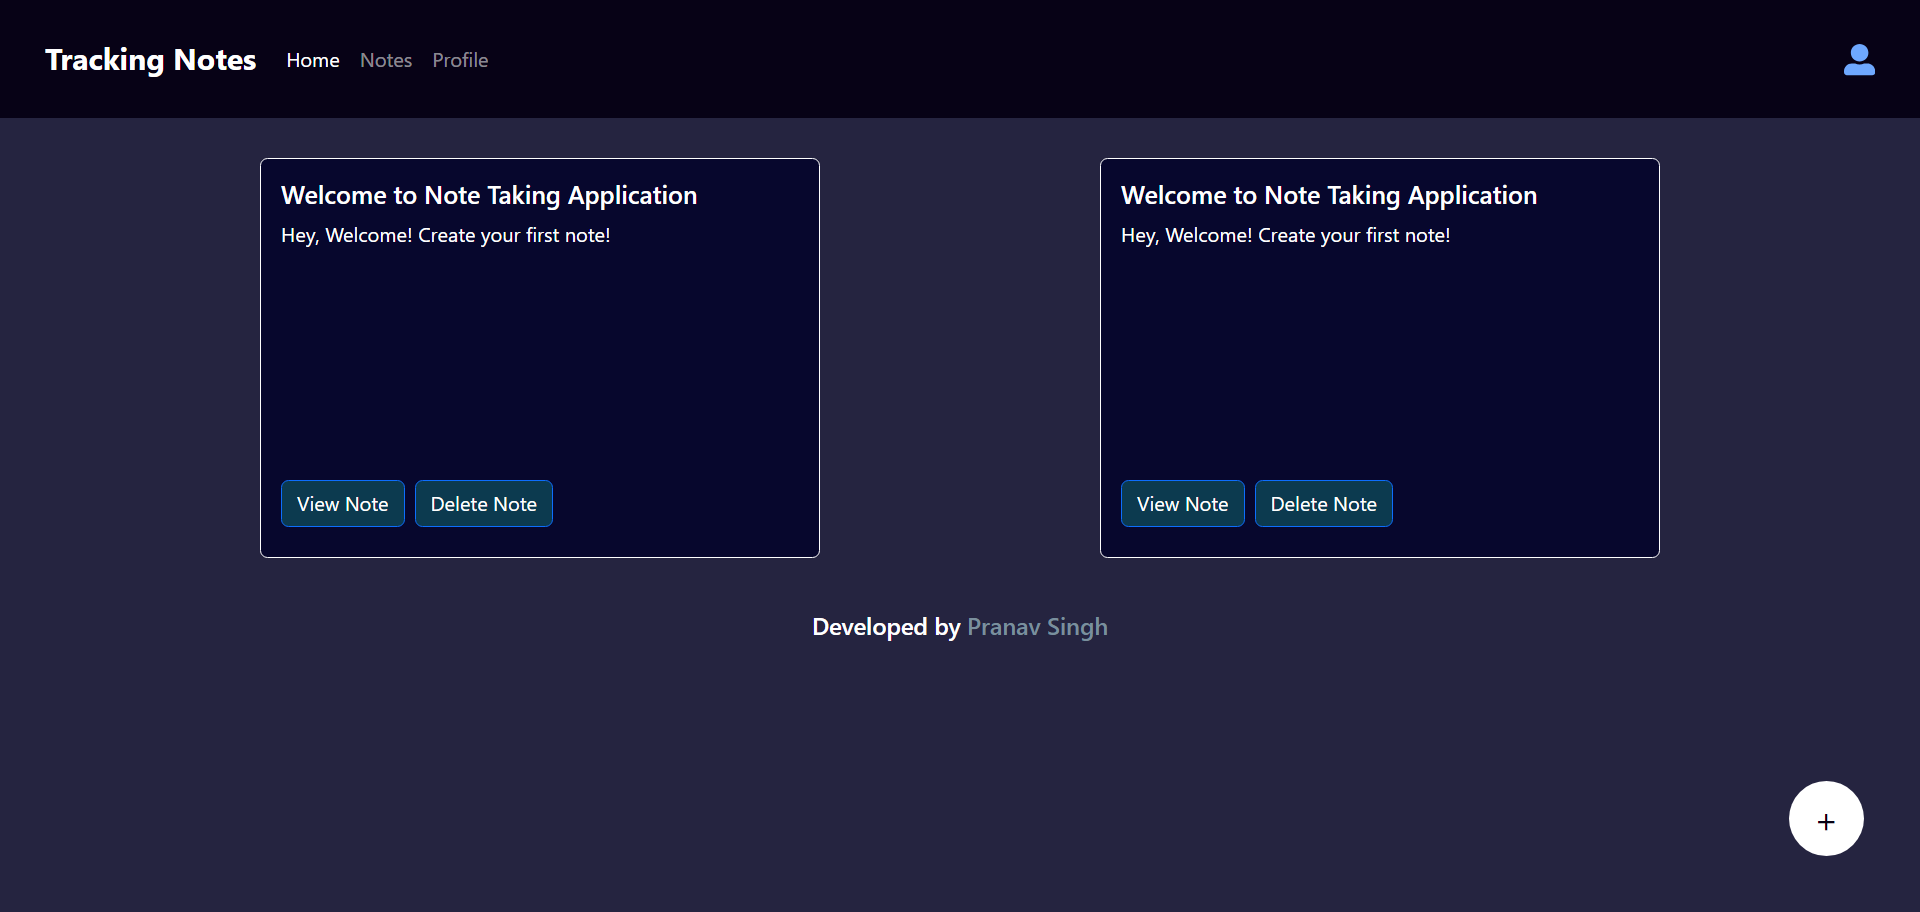 Tracking Notes Home Notes Profile
Welcome to Note Taking Application
Hey, Welcome! Create your first note!
View Note Delete Note
Welcome to Note Taking Application
Hey, Welcome! Create your first note!
View Note Delete Note
Developed by Pranav Singh
+